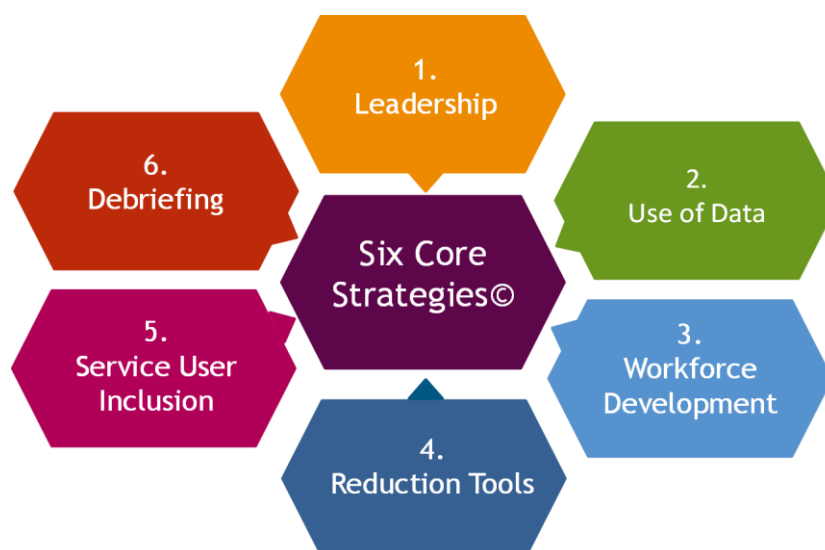 1.
Leadership
2.
Use of Data
3.
Workforce
Development
4.
Reduction Tools
5.
Service User
Inclusion
6.
Debriefing
Six Core
Strategies©